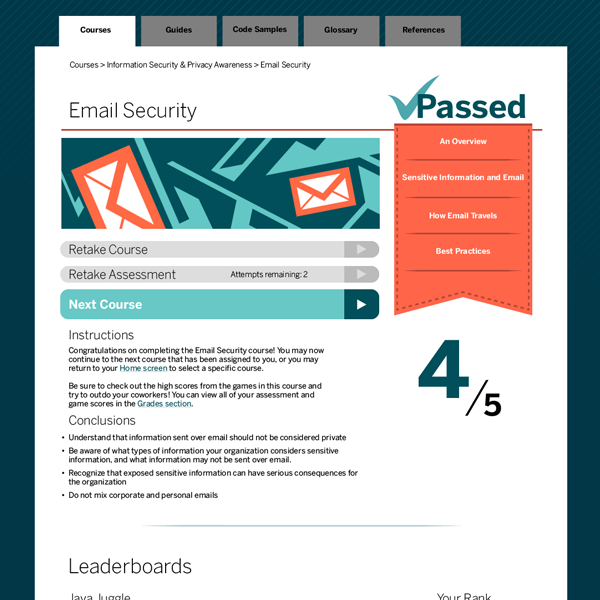 Courses
Guides
Code Samples
Glossary
References
Courses > Information Security & Privacy Awareness > Email Security
Email Security
Passed
An Overview
Sensitive Information and Email
How Email Travels
Best Practices
Retake Course
Retake Assessment
Attempts remaining: 2
Next Course
Instructions
Congratulations on completing the Email Security course! You may now
continue to the next course that has been assigned to you, or you may
return to your Home screen to select a specific course.
Be sure to check out the high scores from the games in this course and
try to outdo your coworkers! You can view all of your assessment and
game scores in the Grades section.
4/5
Conclusions
• Understand that information sent over email should not be considered private
• Be aware of what types of information your organization considers sensitive
information, and what information may not be sent over email.
• Recognize that exposed sensitive information can have serious consequences for
the organization
• Do not mix corporate and personal emails
Leaderboards
Java Juggle
Your Rank